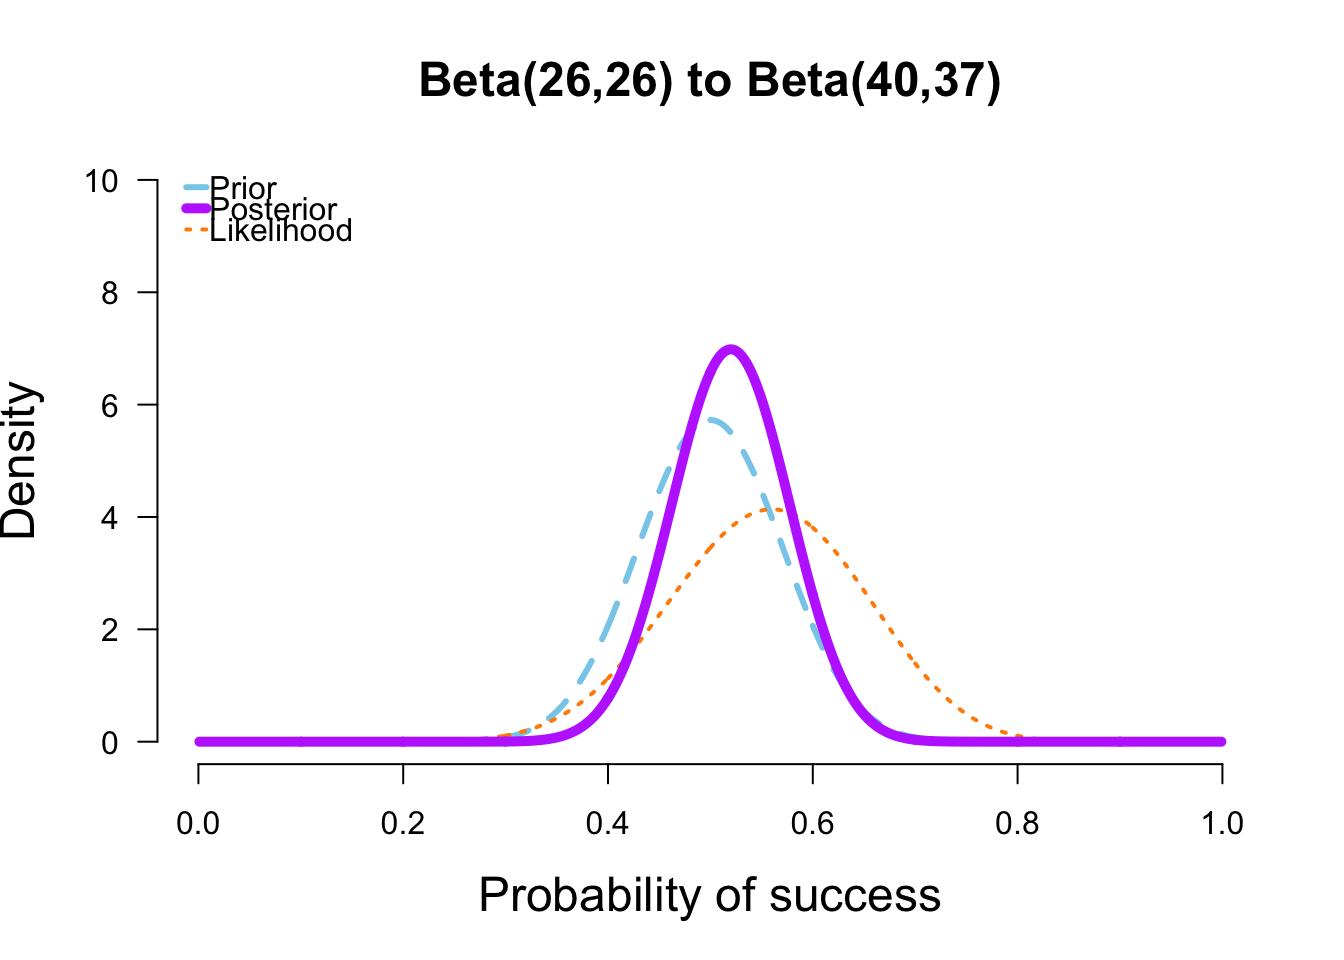 Beta(26,26) to Beta(40,37)
10
8
6
4
2
0
Density
Prior
Posterior
Likelihood
0.0 0.2 0.4 0.6 0.8 1.0
Probability of success